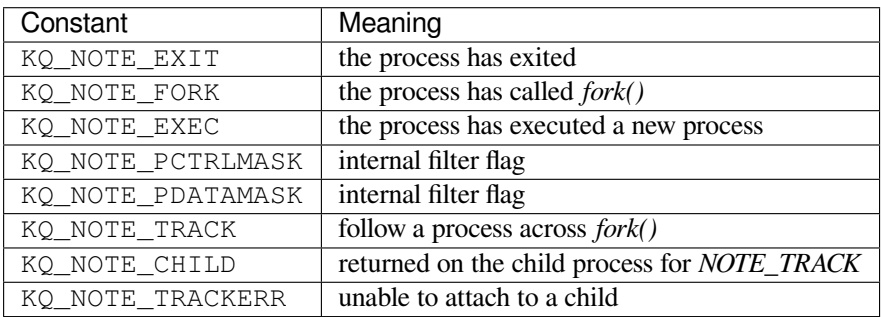 Constant Meaning
KQ_NOTE_EXIT the process has exited
KQ_NOTE_FORK the process has called fork()
KQ_NOTE_EXEC the process has executed a new process
KQ_NOTE_PCTRLMASK internal filter flag
KQ_NOTE_PDATAMASK internal filter flag
KQ_NOTE_TRACK follow a process across fork()
KQ_NOTE_CHILD returned on the child process for NOTE_TRACK
KQ_NOTE_TRACKERR unable to attach to a child